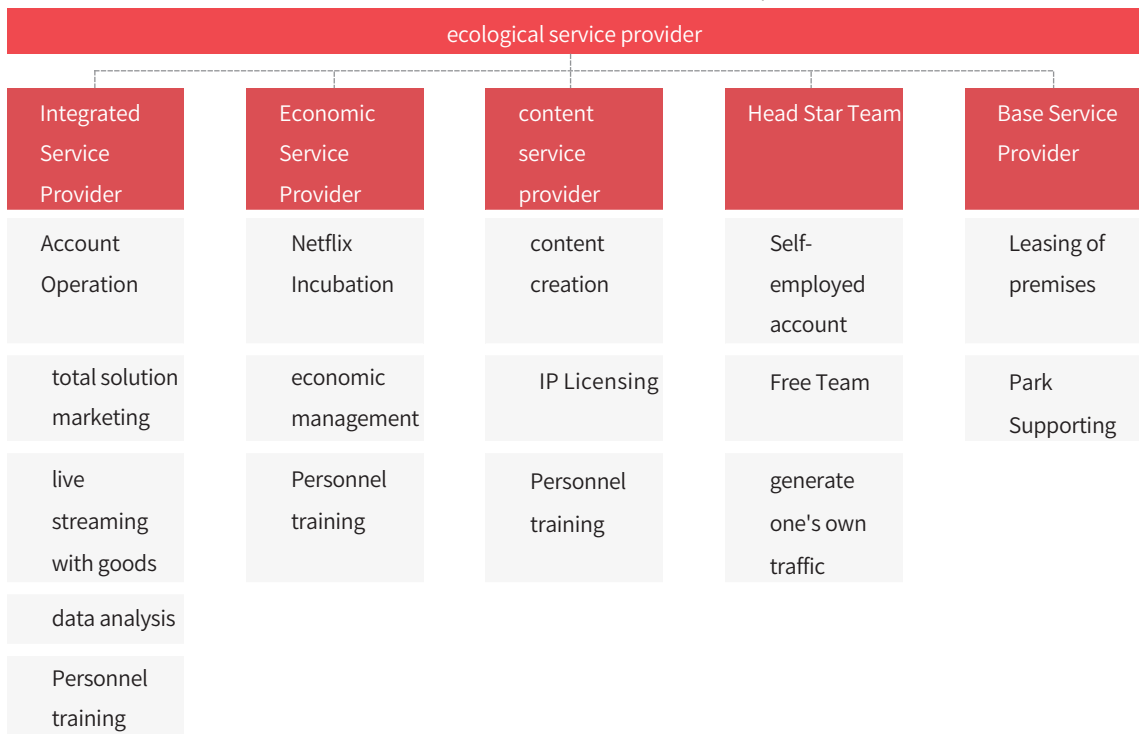 ecological service provider
Integrated
Service
Provider
Economic
Service
Provider
content
service
provider
Head Star Team
Base Service
Provider
Account
Operation
Netflix
Incubation
content
creation
Self-
employed
account
Leasing of
premises
total solution
marketing
economic
management
IP Licensing
Free Team
Park
Supporting
live
streaming
with goods
Personnel
training
Personnel
training
generate
one's own
traffic
data analysis
Personnel
training